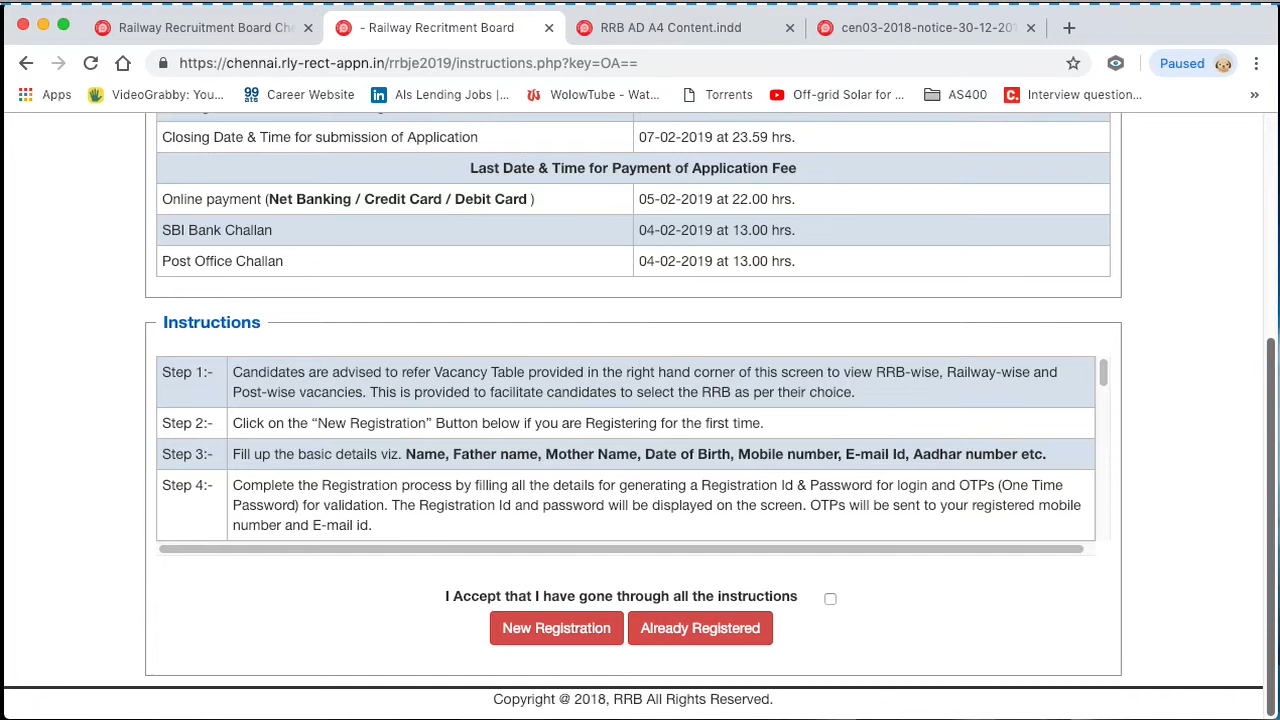 Railway Recruitment Board Che
- Railway Recritment Board
RRB AD A4 Content.indd
cen03-2018-notice-30-12-201
https://chennai.rly-rect-appn.in/rrbje2019/instructions.php?key=OA==
Paused
Apps
VideoGrabby: You...
Career Website
AIs Lending Jobs |...
WolowTube - Wat...
Torrents
Off-grid Solar for ...
AS400
Interview question...
Closing Date & Time for submission of Application
07-02-2019 at 23.59 hrs.
Last Date & Time for Payment of Application Fee
Online payment (Net Banking / Credit Card / Debit Card )
05-02-2019 at 22.00 hrs.
SBI Bank Challan
04-02-2019 at 13.00 hrs.
Post Office Challan
04-02-2019 at 13.00 hrs.
Instructions
Step 1:-
Candidates are advised to refer Vacancy Table provided in the right hand corner of this screen to view RRB-wise, Railway-wise and
Post-wise vacancies. This is provided to facilitate candidates to select the RRB as per their choice.
Step 2:-
Click on the “New Registration” Button below if you are Registering for the first time.
Step 3:-
Fill up the basic details viz. Name, Father name, Mother Name, Date of Birth, Mobile number, E-mail Id, Aadhar number etc.
Step 4:-
Complete the Registration process by filling all the details for generating a Registration Id & Password for login and OTPs (One Time
Password) for validation. The Registration Id and password will be displayed on the screen. OTPs will be sent to your registered mobile
number and E-mail id.
I Accept that I have gone through all the instructions
New Registration
Already Registered
Copyright @ 2018, RRB All Rights Reserved.